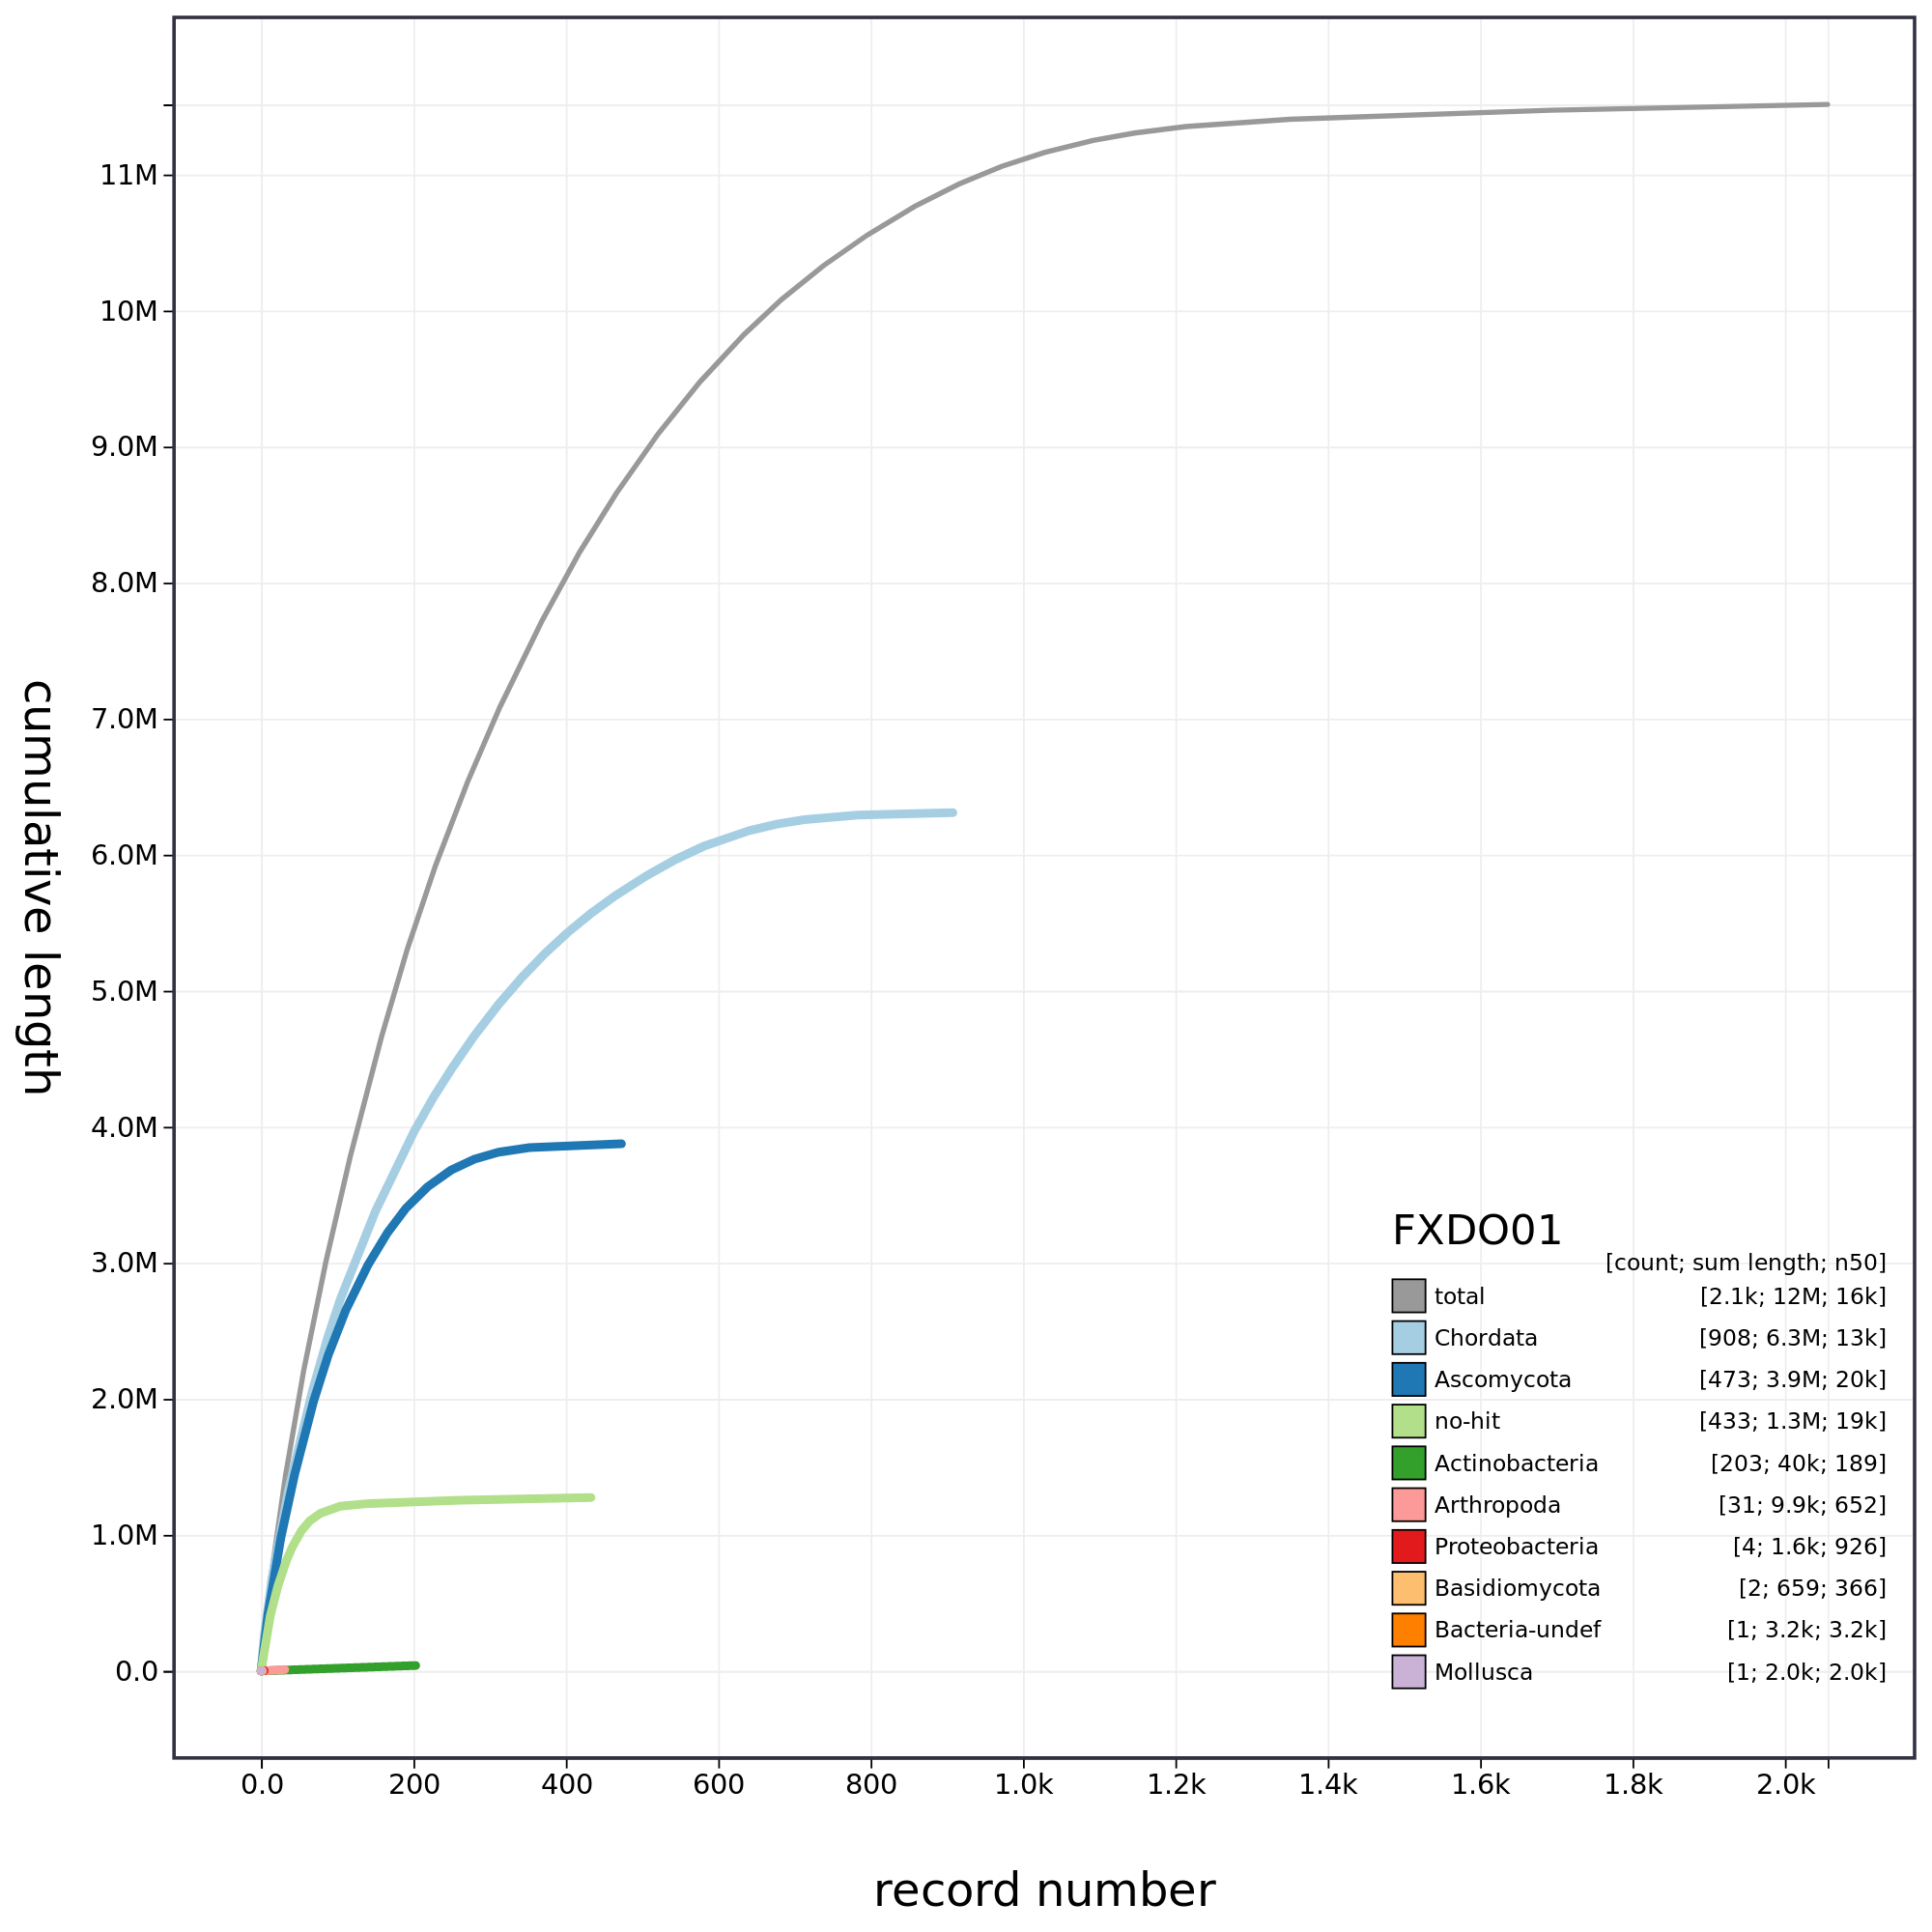 11M
10M
9.0M
8.0M
7.0M
6.0M
5.0M
4.0M
3.0M
2.0M
1.0M
0.0
cumulative length
FXDO01
[count; sum length; n50]
total [2.1k; 12M; 16k]
Chordata [908; 6.3M; 13k]
Ascomycota [473; 3.9M; 20k]
no-hit [433; 1.3M; 19k]
Actinobacteria [203; 40k; 189]
Arthropoda [31; 9.9k; 652]
Proteobacteria [4; 1.6k; 926]
Basidiomycota [2; 659; 366]
Bacteria-undef [1; 3.2k; 3.2k]
Mollusca [1; 2.0k; 2.0k]
0.0 200 400 600 800 1.0k 1.2k 1.4k 1.6k 1.8k 2.0k
record number